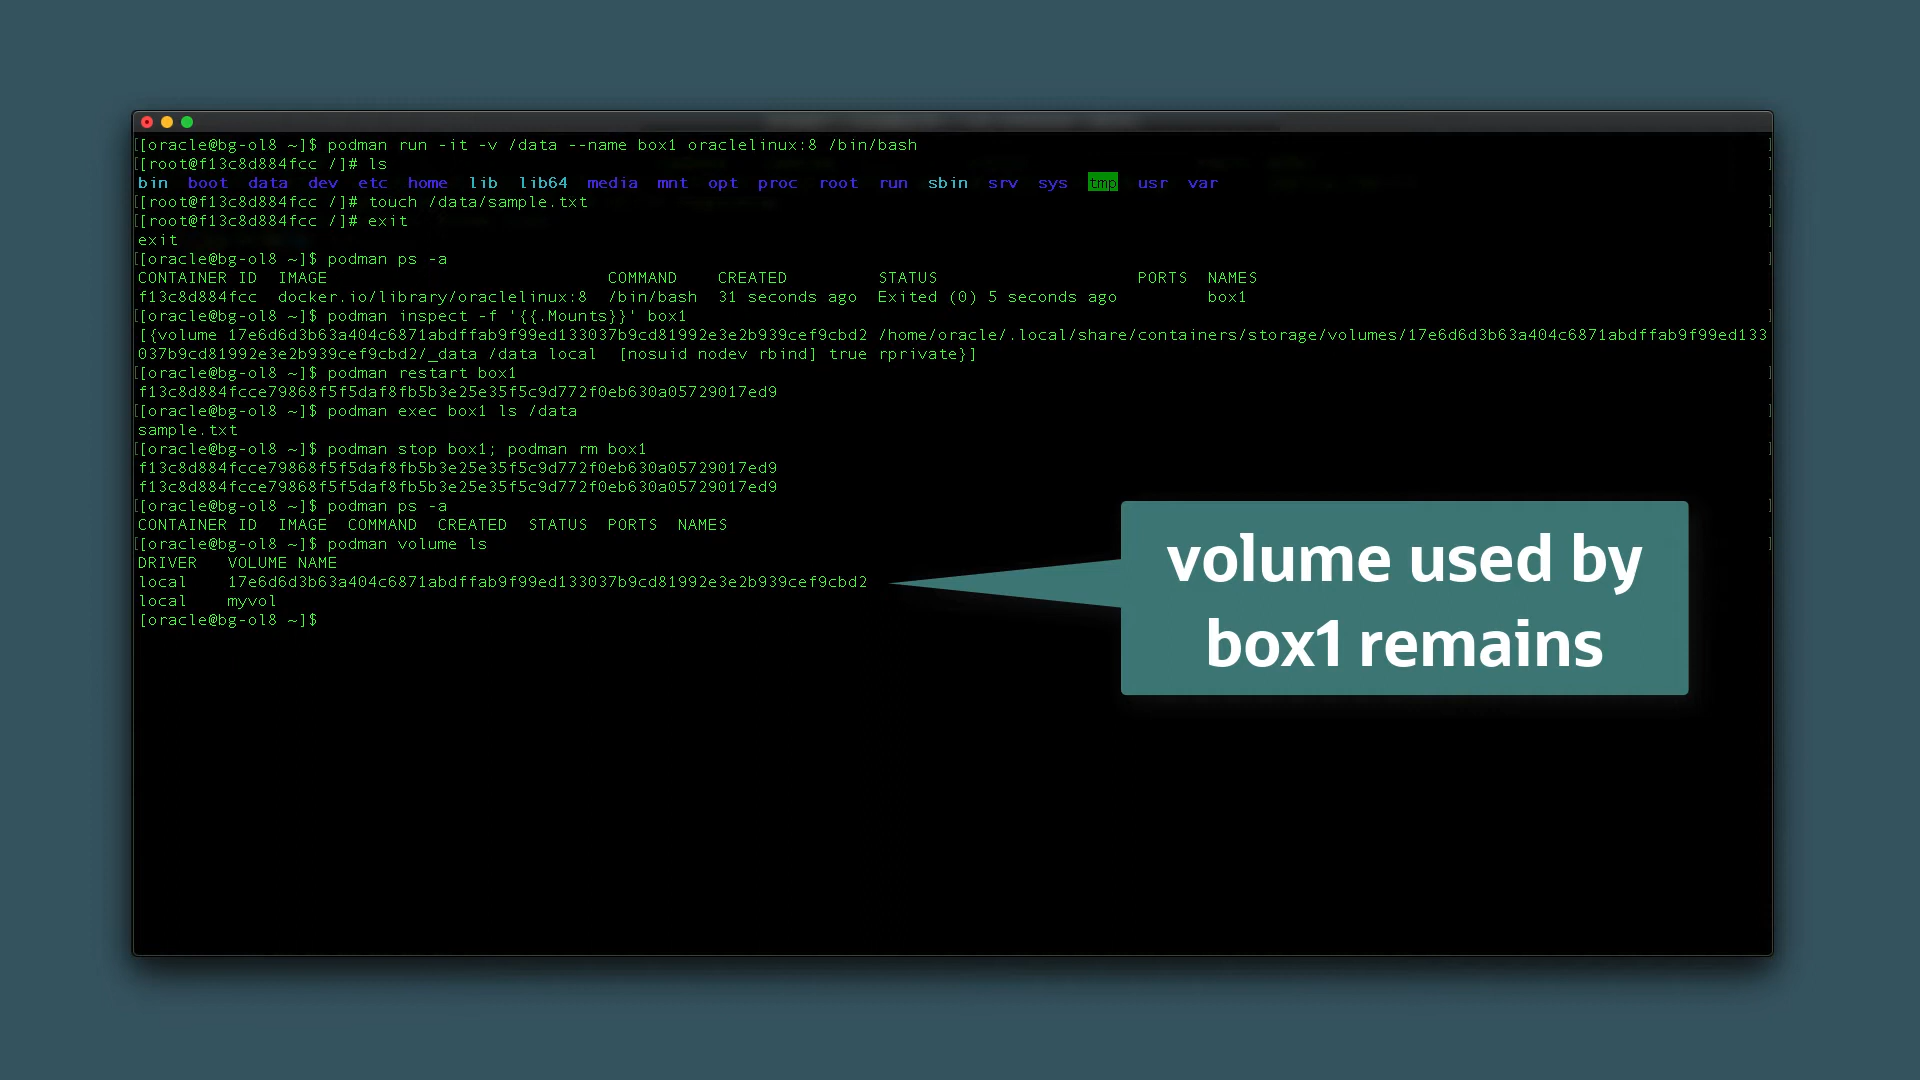 [[oracle@bg-ol8 ~]$ podman run -it -v /data --name box1 oraclelinux:8 /bin/bash ]
[[root@f13c8d884fcc /]# ls ]
bin boot data dev etc home lib lib64 media mnt opt proc root run sbin srv sys tmp usr var
[[root@f13c8d884fcc /]# touch /data/sample.txt ]
[[root@f13c8d884fcc /]# exit ]
exit
[[oracle@bg-ol8 ~]$ podman ps -a ]
CONTAINER ID IMAGE COMMAND CREATED STATUS PORTS NAMES
f13c8d884fcc docker.io/library/oraclelinux:8 /bin/bash 31 seconds ago Exited (0) 5 seconds ago box1
[[oracle@bg-ol8 ~]$ podman inspect -f '{{.Mounts}}' box1 ]
[{volume 17e6d6d3b63a404c6871abdffab9f99ed133037b9cd81992e3e2b939cef9cbd2 /home/oracle/.local/share/containers/storage/volumes/17e6d6d3b63a404c6871abdffab9f99ed133
037b9cd81992e3e2b939cef9cbd2/_data /data local [nosuid nodev rbind] true rprivate}]
[[oracle@bg-ol8 ~]$ podman restart box1 ]
f13c8d884fcce79868f5f5daf8fb5b3e25e35f5c9d772f0eb630a05729017ed9
[[oracle@bg-ol8 ~]$ podman exec box1 ls /data ]
sample.txt
[[oracle@bg-ol8 ~]$ podman stop box1; podman rm box1 ]
f13c8d884fcce79868f5f5daf8fb5b3e25e35f5c9d772f0eb630a05729017ed9
f13c8d884fcce79868f5f5daf8fb5b3e25e35f5c9d772f0eb630a05729017ed9
[[oracle@bg-ol8 ~]$ podman ps -a ]
CONTAINER ID IMAGE COMMAND CREATED STATUS PORTS NAMES
[[oracle@bg-ol8 ~]$ podman volume ls ]
DRIVER VOLUME NAME
local 17e6d6d3b63a404c6871abdffab9f99ed133037b9cd81992e3e2b939cef9cbd2
local myvol
[oracle@bg-ol8 ~]$
volume used by
box1 remains